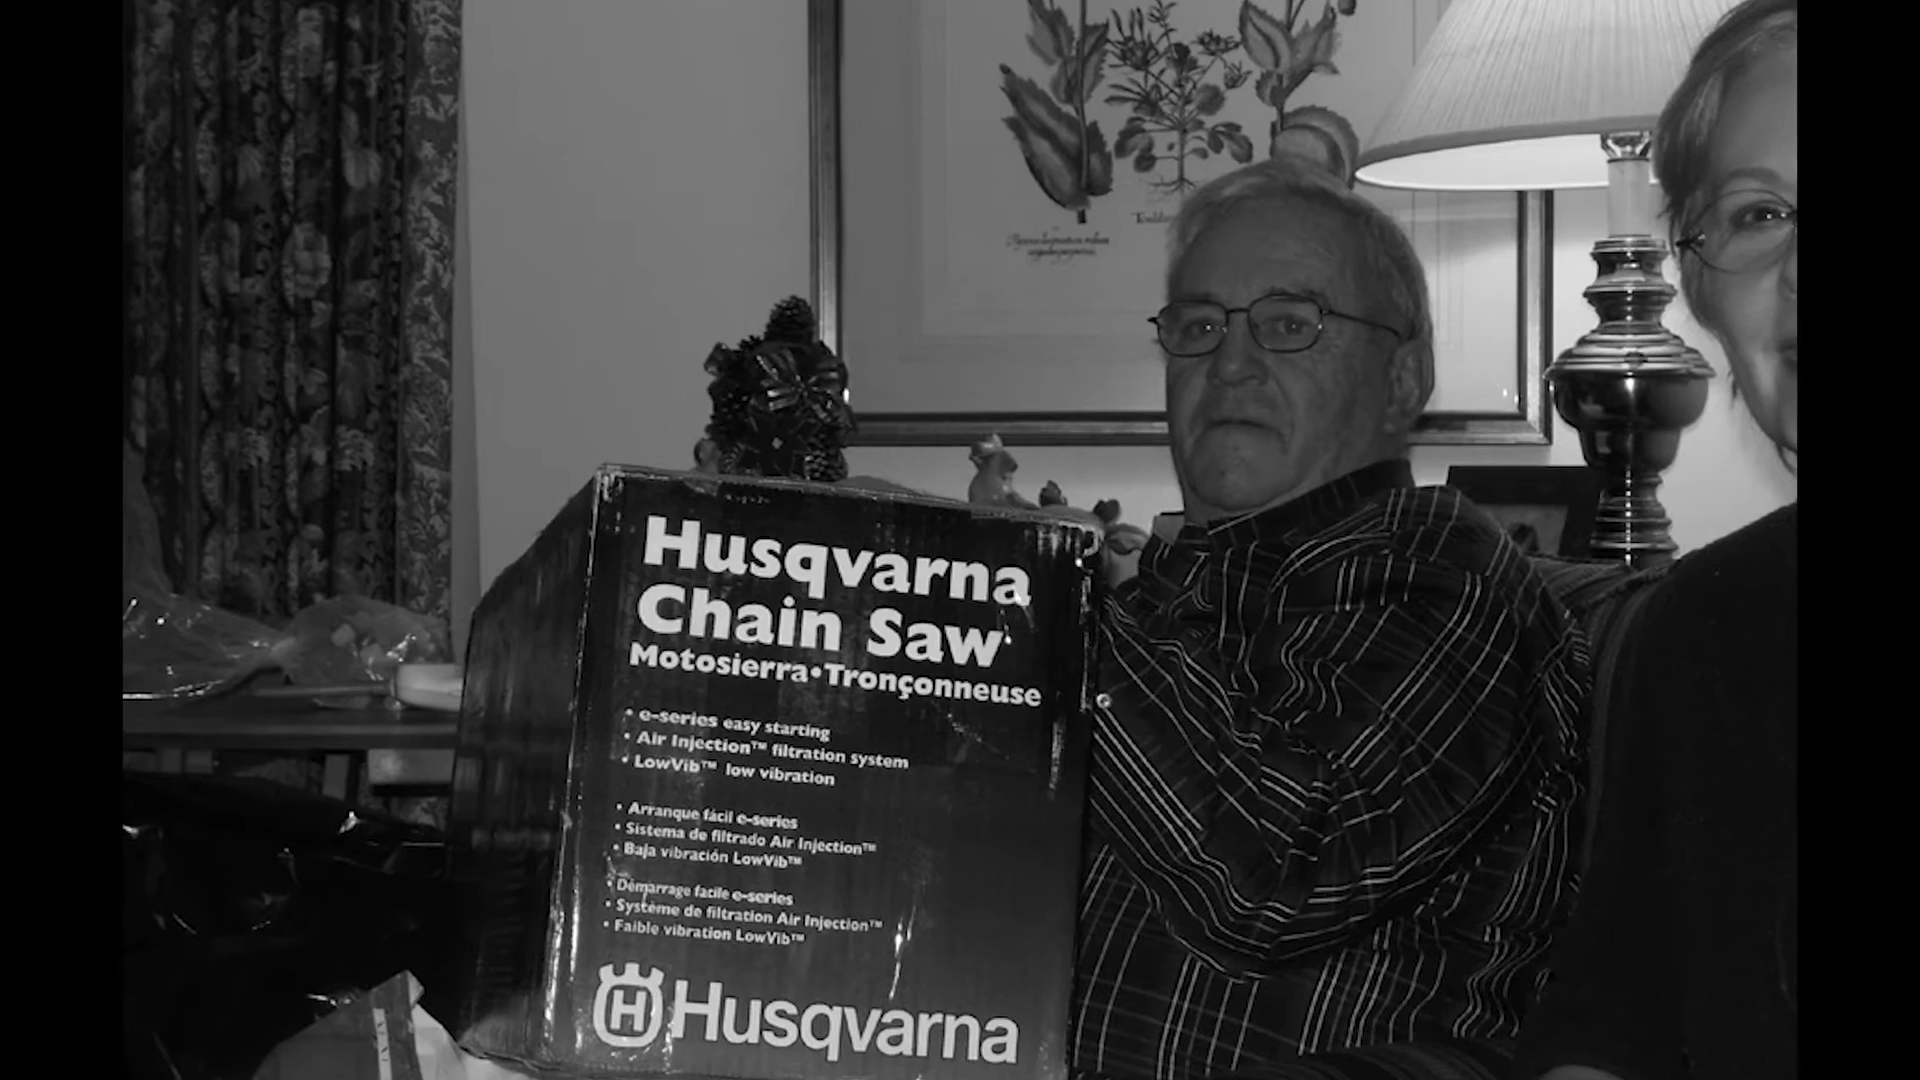 Husqvarna
Chain Saw
Motosierra•Tronçonneuse
• e-series easy starting
• Air Injection™ filtration system
• LowVib™ low vibration
• Arranque fácil e-series
• Sistema de filtrado Air Injection™
• Baja vibración LowVib™
• Démarrage facile e-series
• Système de filtration Air Injection™
• Faible vibration LowVib™
H Husqvarna